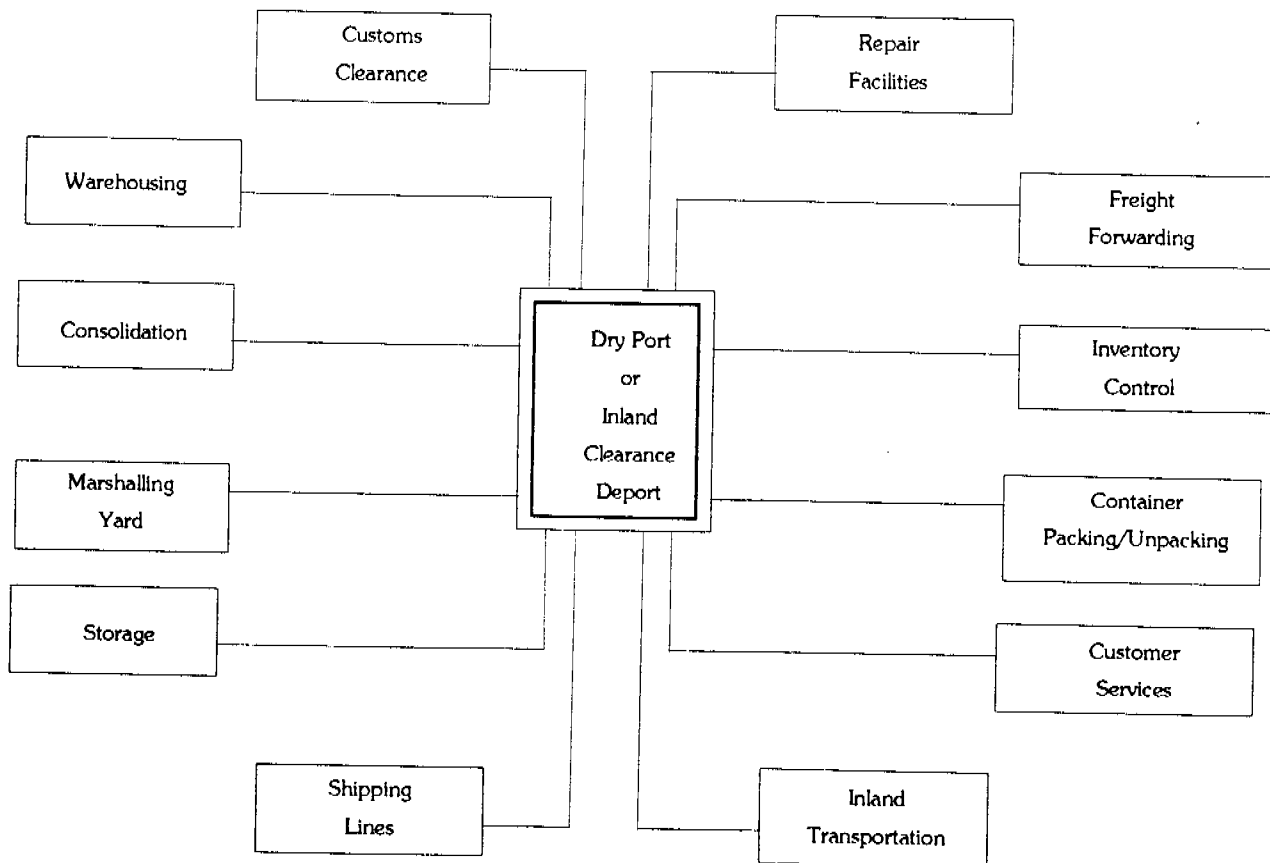 Customs
Clearance
Repair
Facilities
Warehousing
Freight
Forwarding
Consolidation
Dry Port
or
Inland
Clearance
Deport
Inventory
Control
Marshalling
Yard
Container
Packing/Unpacking
Storage
Customer
Services
Shipping
Lines
Inland
Transportation